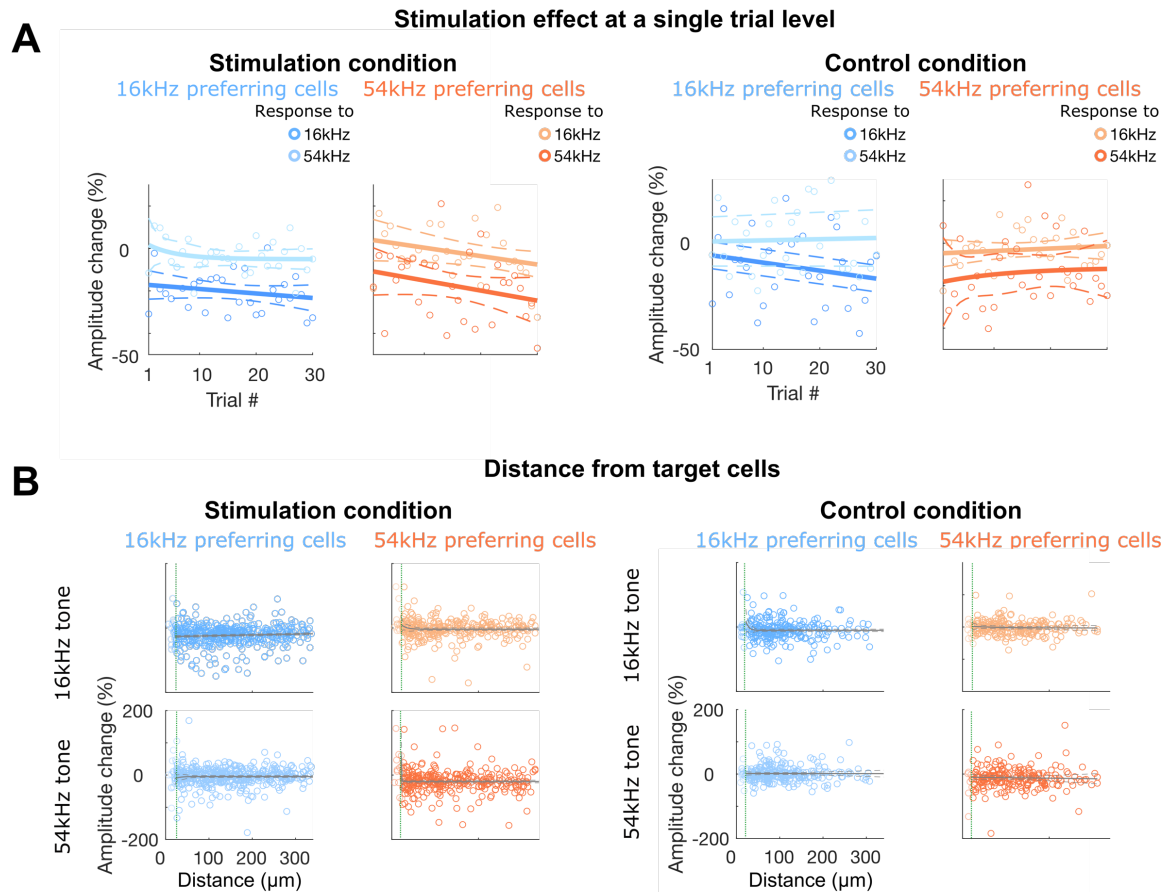 A
Stimulation effect at a single trial level
Stimulation condition
Control condition
16kHz preferring cells
54kHz preferring cells
16kHz preferring cells
54kHz preferring cells
Response to
Response to
Response to
Response to
16kHz
16kHz
16kHz
16kHz
54kHz
54kHz
54kHz
54kHz
Amplitude change (%)
0
-50
1
10
20
30
Trial #
Amplitude change (%)
0
-50
1
10
20
30
Trial #
B
Distance from target cells
Stimulation condition
Control condition
16kHz preferring cells
54kHz preferring cells
16kHz preferring cells
54kHz preferring cells
16kHz tone
16kHz tone
54kHz tone
Amplitude change (%)
200
0
-200
0
100
200
300
Distance (μm)
54kHz tone
Amplitude change (%)
200
0
-200
0
100
200
300
Distance (μm)